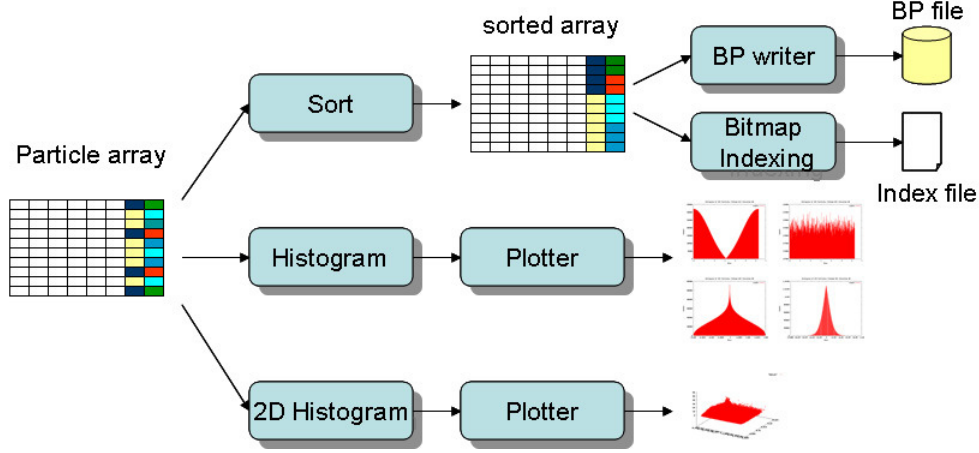 BP file
sorted array
BP writer
Sort
Bitmap
Indexing
Particle array
Index file
Histogram
Plotter
2D Histogram
Plotter